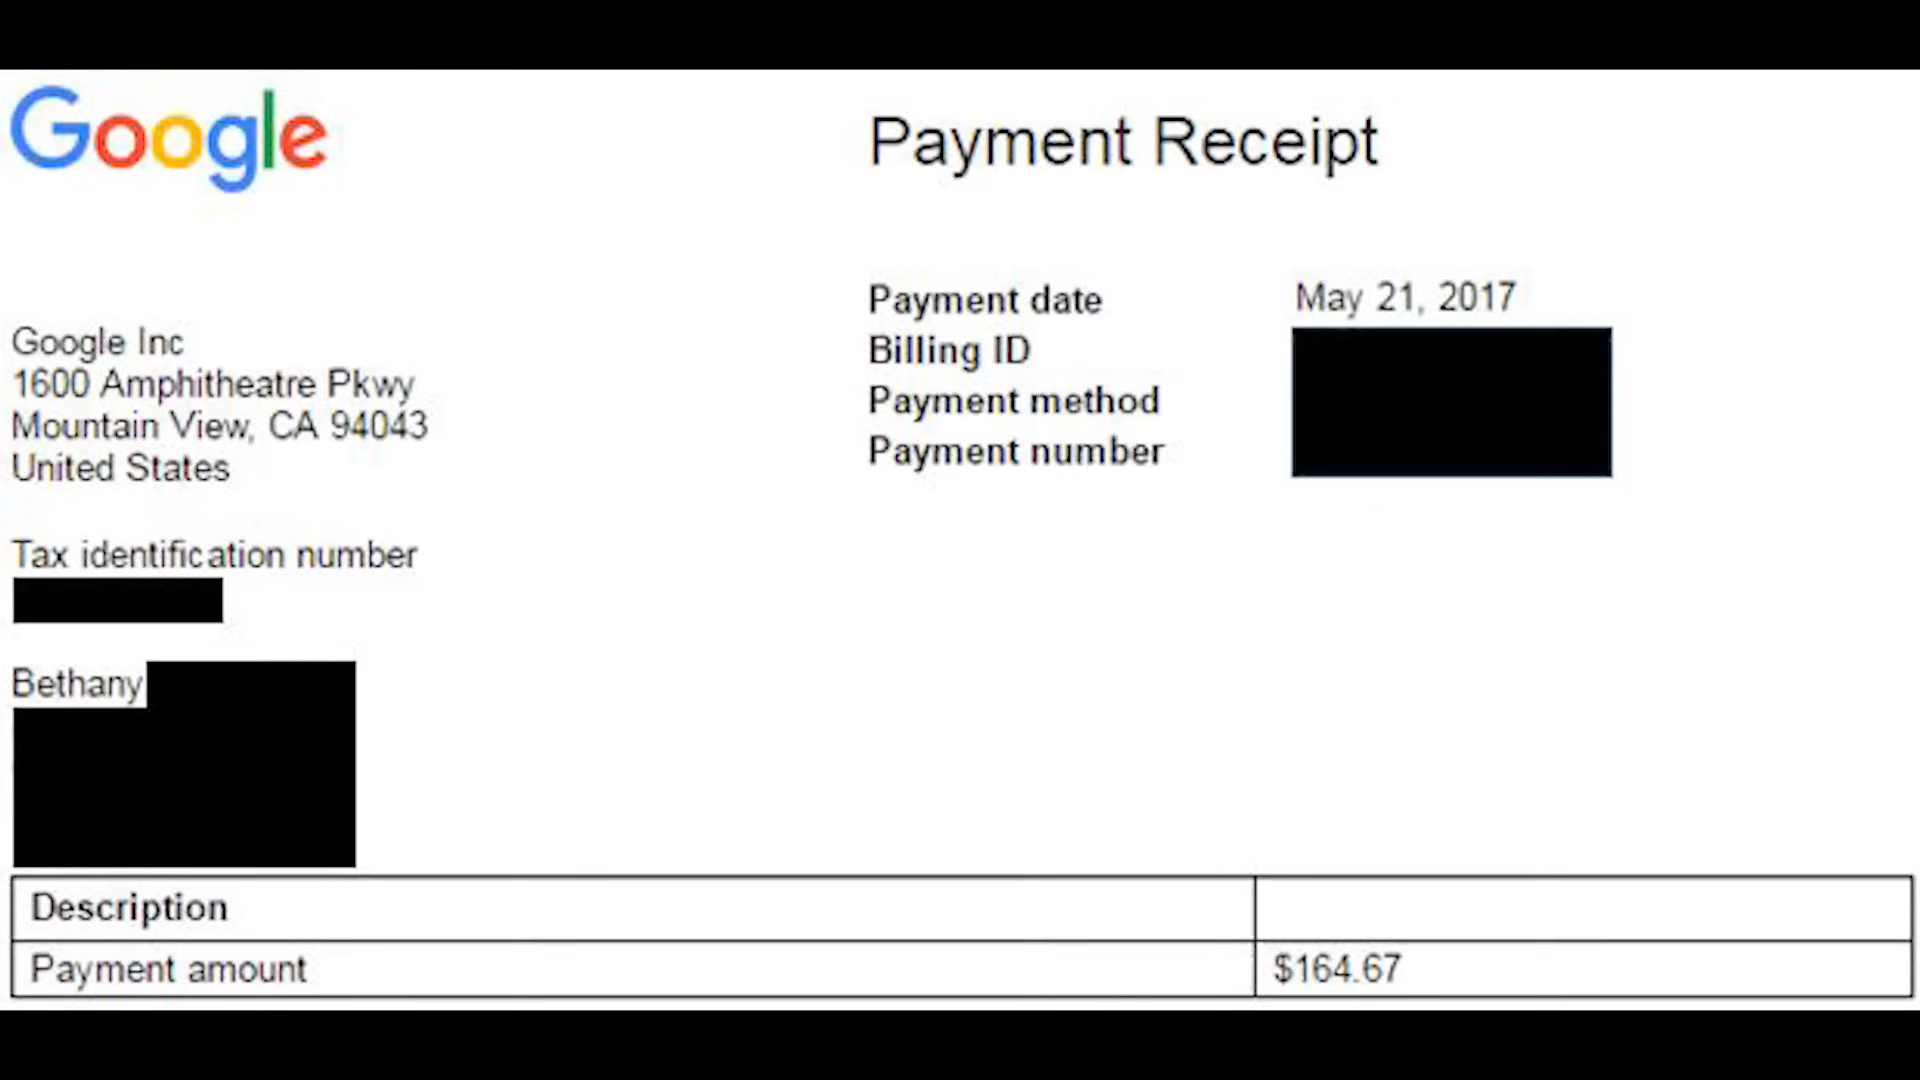 Google
Payment Receipt
Payment date May 21, 2017
Billing ID
Payment method
Payment number
Google Inc
1600 Amphitheatre Pkwy
Mountain View, CA 94043
United States
Tax identification number
Bethany
Description
Payment amount $164.67